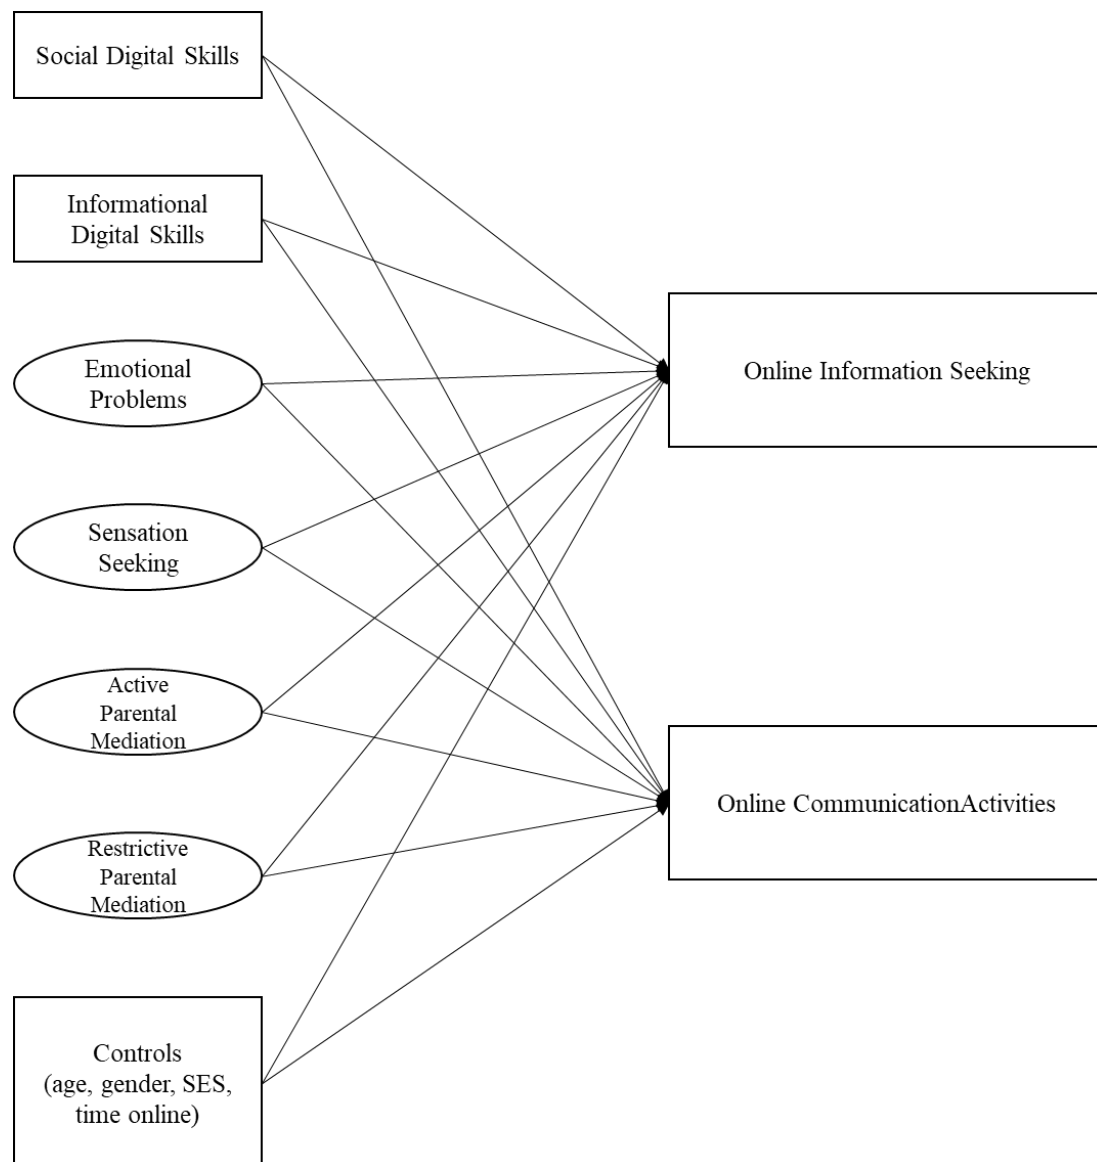 Social Digital Skills
Informational
Digital Skills
Emotional
Problems
Sensation
Seeking
Active
Parental
Mediation
Restrictive
Parental
Mediation
Controls
(age, gender, SES,
time online)
Online Information Seeking
Online CommunicationActivities